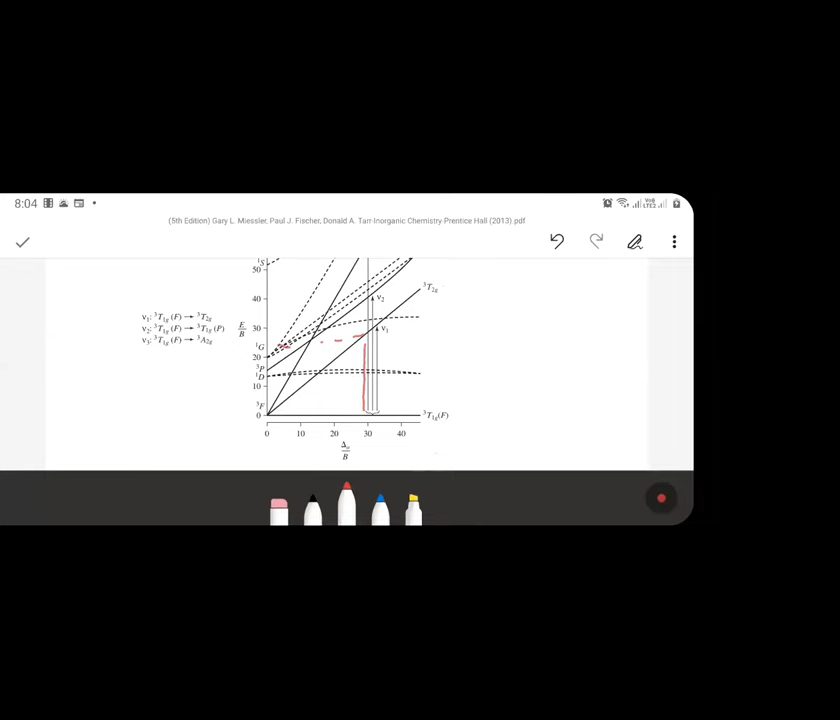 8:04
VoB
LTE2
(5th Edition) Gary L. Miessler, Paul J. Fischer, Donald A. Tarr-Inorganic Chemistry-Prentice Hall (2013).pdf
¹S
50
40
30
¹G
20
³P
¹D
10
³F
0
E
B
ν₁: ³T₁g (F) → ³T₂g
ν₂: ³T₁g (F) → ³T₁g (P)
ν₃: ³T₁g (F) → ³A₂g
ν₂
ν₁
³T₂g
³T₁g(F)
0 10 20 30 40
Δₒ
B